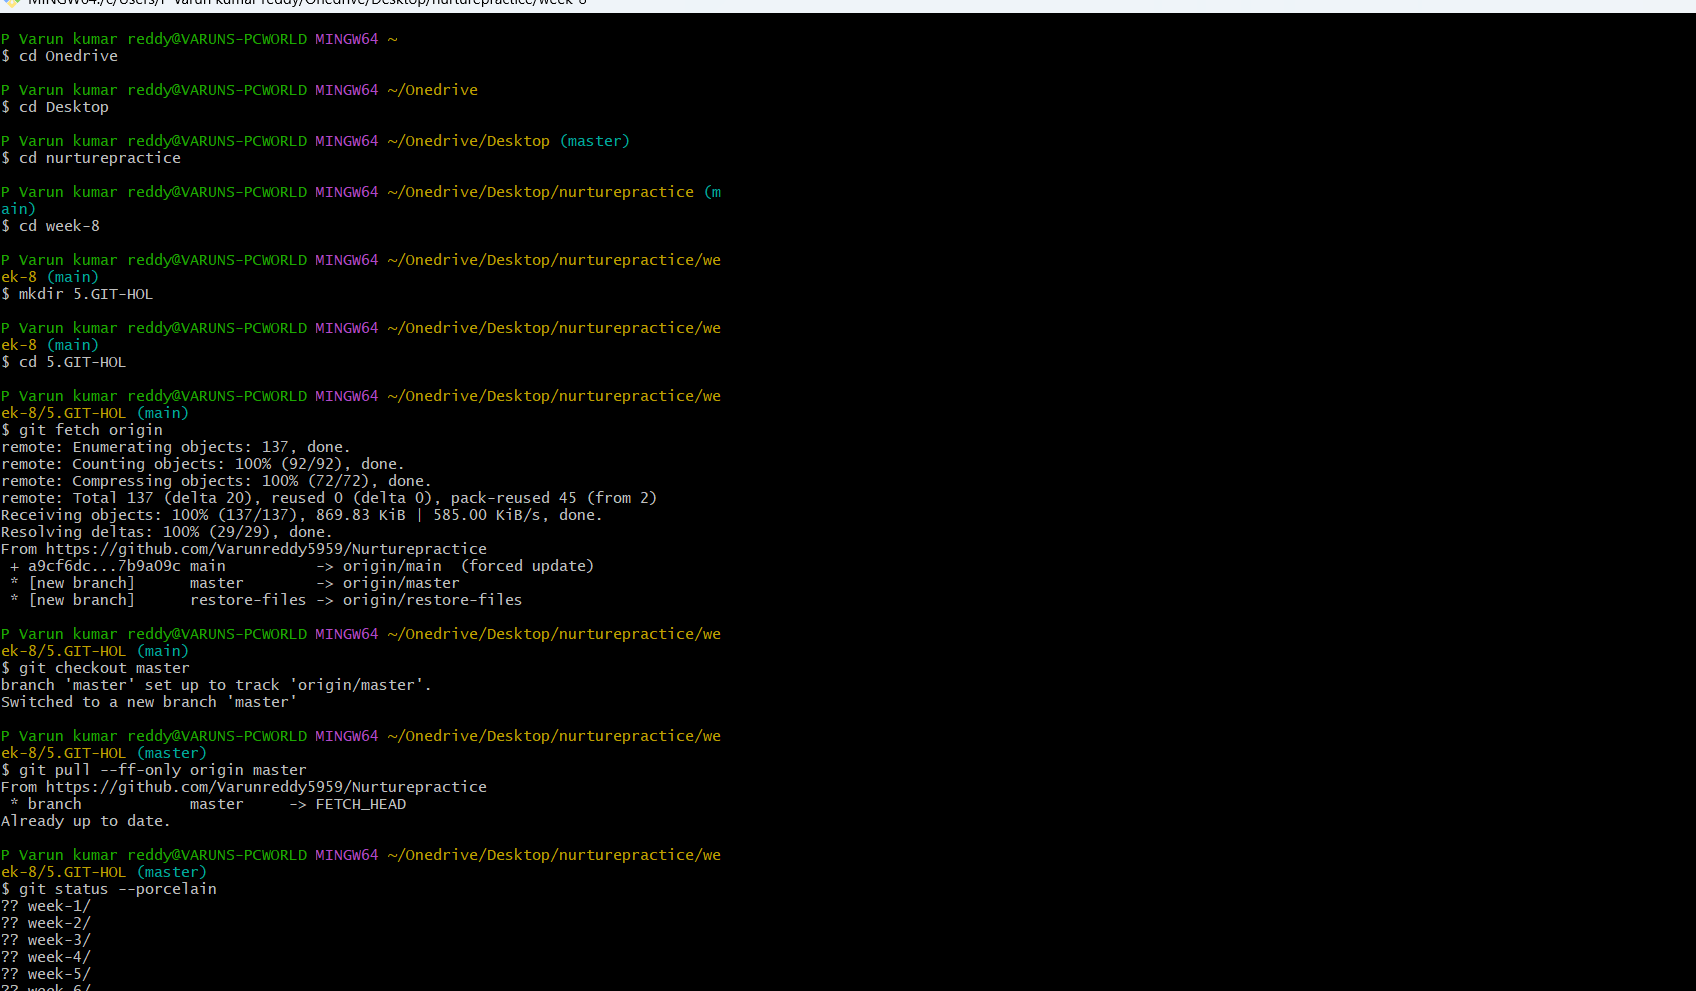 MINGW64:/c/Users/P Varun kumar reddy/Onedrive/Desktop/nurturepractice/week-8
P Varun kumar reddy@VARUNS-PCWORLD MINGW64 ~
$ cd Onedrive
P Varun kumar reddy@VARUNS-PCWORLD MINGW64 ~/Onedrive
$ cd Desktop
P Varun kumar reddy@VARUNS-PCWORLD MINGW64 ~/Onedrive/Desktop (master)
$ cd nurturepractice
P Varun kumar reddy@VARUNS-PCWORLD MINGW64 ~/Onedrive/Desktop/nurturepractice (m
ain)
$ cd week-8
P Varun kumar reddy@VARUNS-PCWORLD MINGW64 ~/Onedrive/Desktop/nurturepractice/we
ek-8 (main)
$ mkdir 5.GIT-HOL
P Varun kumar reddy@VARUNS-PCWORLD MINGW64 ~/Onedrive/Desktop/nurturepractice/we
ek-8 (main)
$ cd 5.GIT-HOL
P Varun kumar reddy@VARUNS-PCWORLD MINGW64 ~/Onedrive/Desktop/nurturepractice/we
ek-8/5.GIT-HOL (main)
$ git fetch origin
remote: Enumerating objects: 137, done.
remote: Counting objects: 100% (92/92), done.
remote: Compressing objects: 100% (72/72), done.
remote: Total 137 (delta 20), reused 0 (delta 0), pack-reused 45 (from 2)
Receiving objects: 100% (137/137), 869.83 KiB | 585.00 KiB/s, done.
Resolving deltas: 100% (29/29), done.
From https://github.com/Varunreddy5959/Nurturepractice
 + a9cf6dc...7b9a09c main          -> origin/main  (forced update)
 * [new branch]      master        -> origin/master
 * [new branch]      restore-files -> origin/restore-files
P Varun kumar reddy@VARUNS-PCWORLD MINGW64 ~/Onedrive/Desktop/nurturepractice/we
ek-8/5.GIT-HOL (main)
$ git checkout master
branch 'master' set up to track 'origin/master'.
Switched to a new branch 'master'
P Varun kumar reddy@VARUNS-PCWORLD MINGW64 ~/Onedrive/Desktop/nurturepractice/we
ek-8/5.GIT-HOL (master)
$ git pull --ff-only origin master
From https://github.com/Varunreddy5959/Nurturepractice
 * branch            master     -> FETCH_HEAD
Already up to date.
P Varun kumar reddy@VARUNS-PCWORLD MINGW64 ~/Onedrive/Desktop/nurturepractice/we
ek-8/5.GIT-HOL (master)
$ git status --porcelain
?? week-1/
?? week-2/
?? week-3/
?? week-4/
?? week-5/
?? week-6/